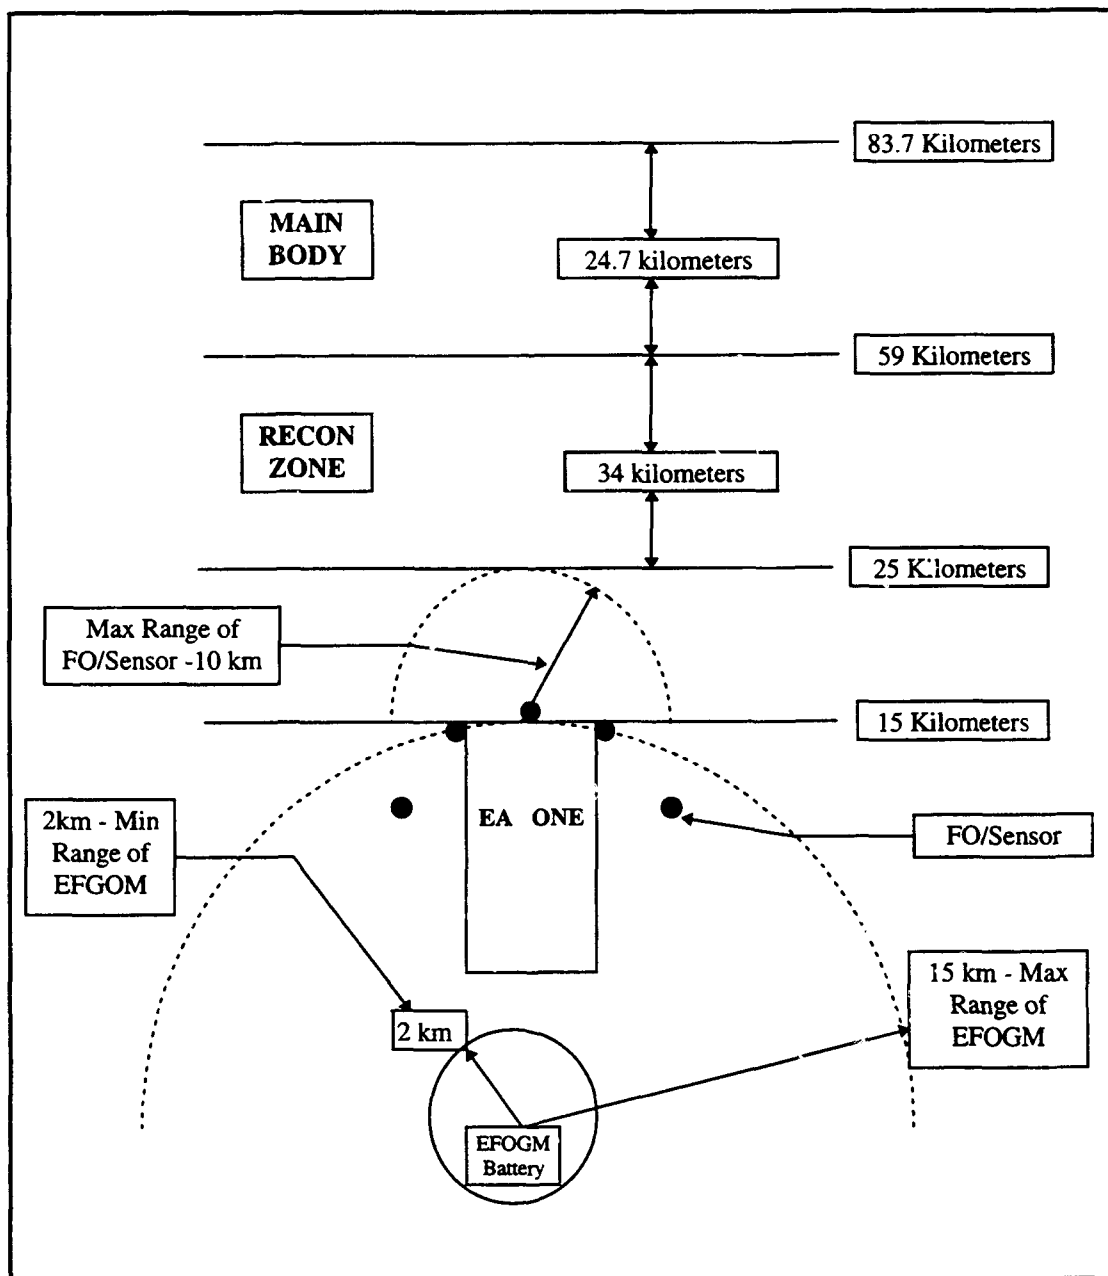 83.7 Kilometers
MAIN
BODY
24.7 kilometers
59 Kilometers
RECON
ZONE
34 kilometers
25 Kilometers
Max Range of
FO/Sensor -10 km
15 Kilometers
2km - Min
Range of
EFGOM
EA ONE
FO/Sensor
15 km - Max
Range of
EFOGM
2 km
EFOGM
Battery